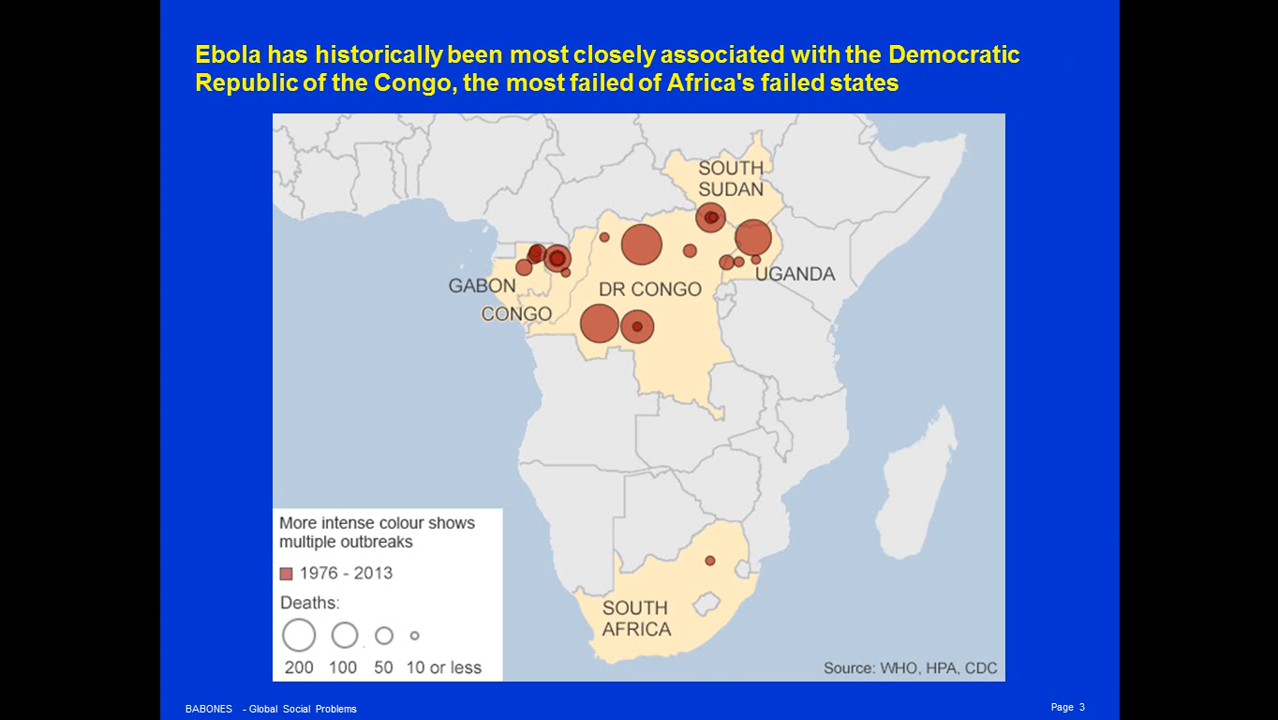 Ebola has historically been most closely associated with the Democratic
Republic of the Congo, the most failed of Africa's failed states
SOUTH
SUDAN
UGANDA
GABON
DR CONGO
CONGO
More intense colour shows
multiple outbreaks
1976 - 2013
Deaths:
200 100 50 10 or less
SOUTH
AFRICA
Source: WHO, HPA, CDC
BABONES - Global Social Problems
Page 3